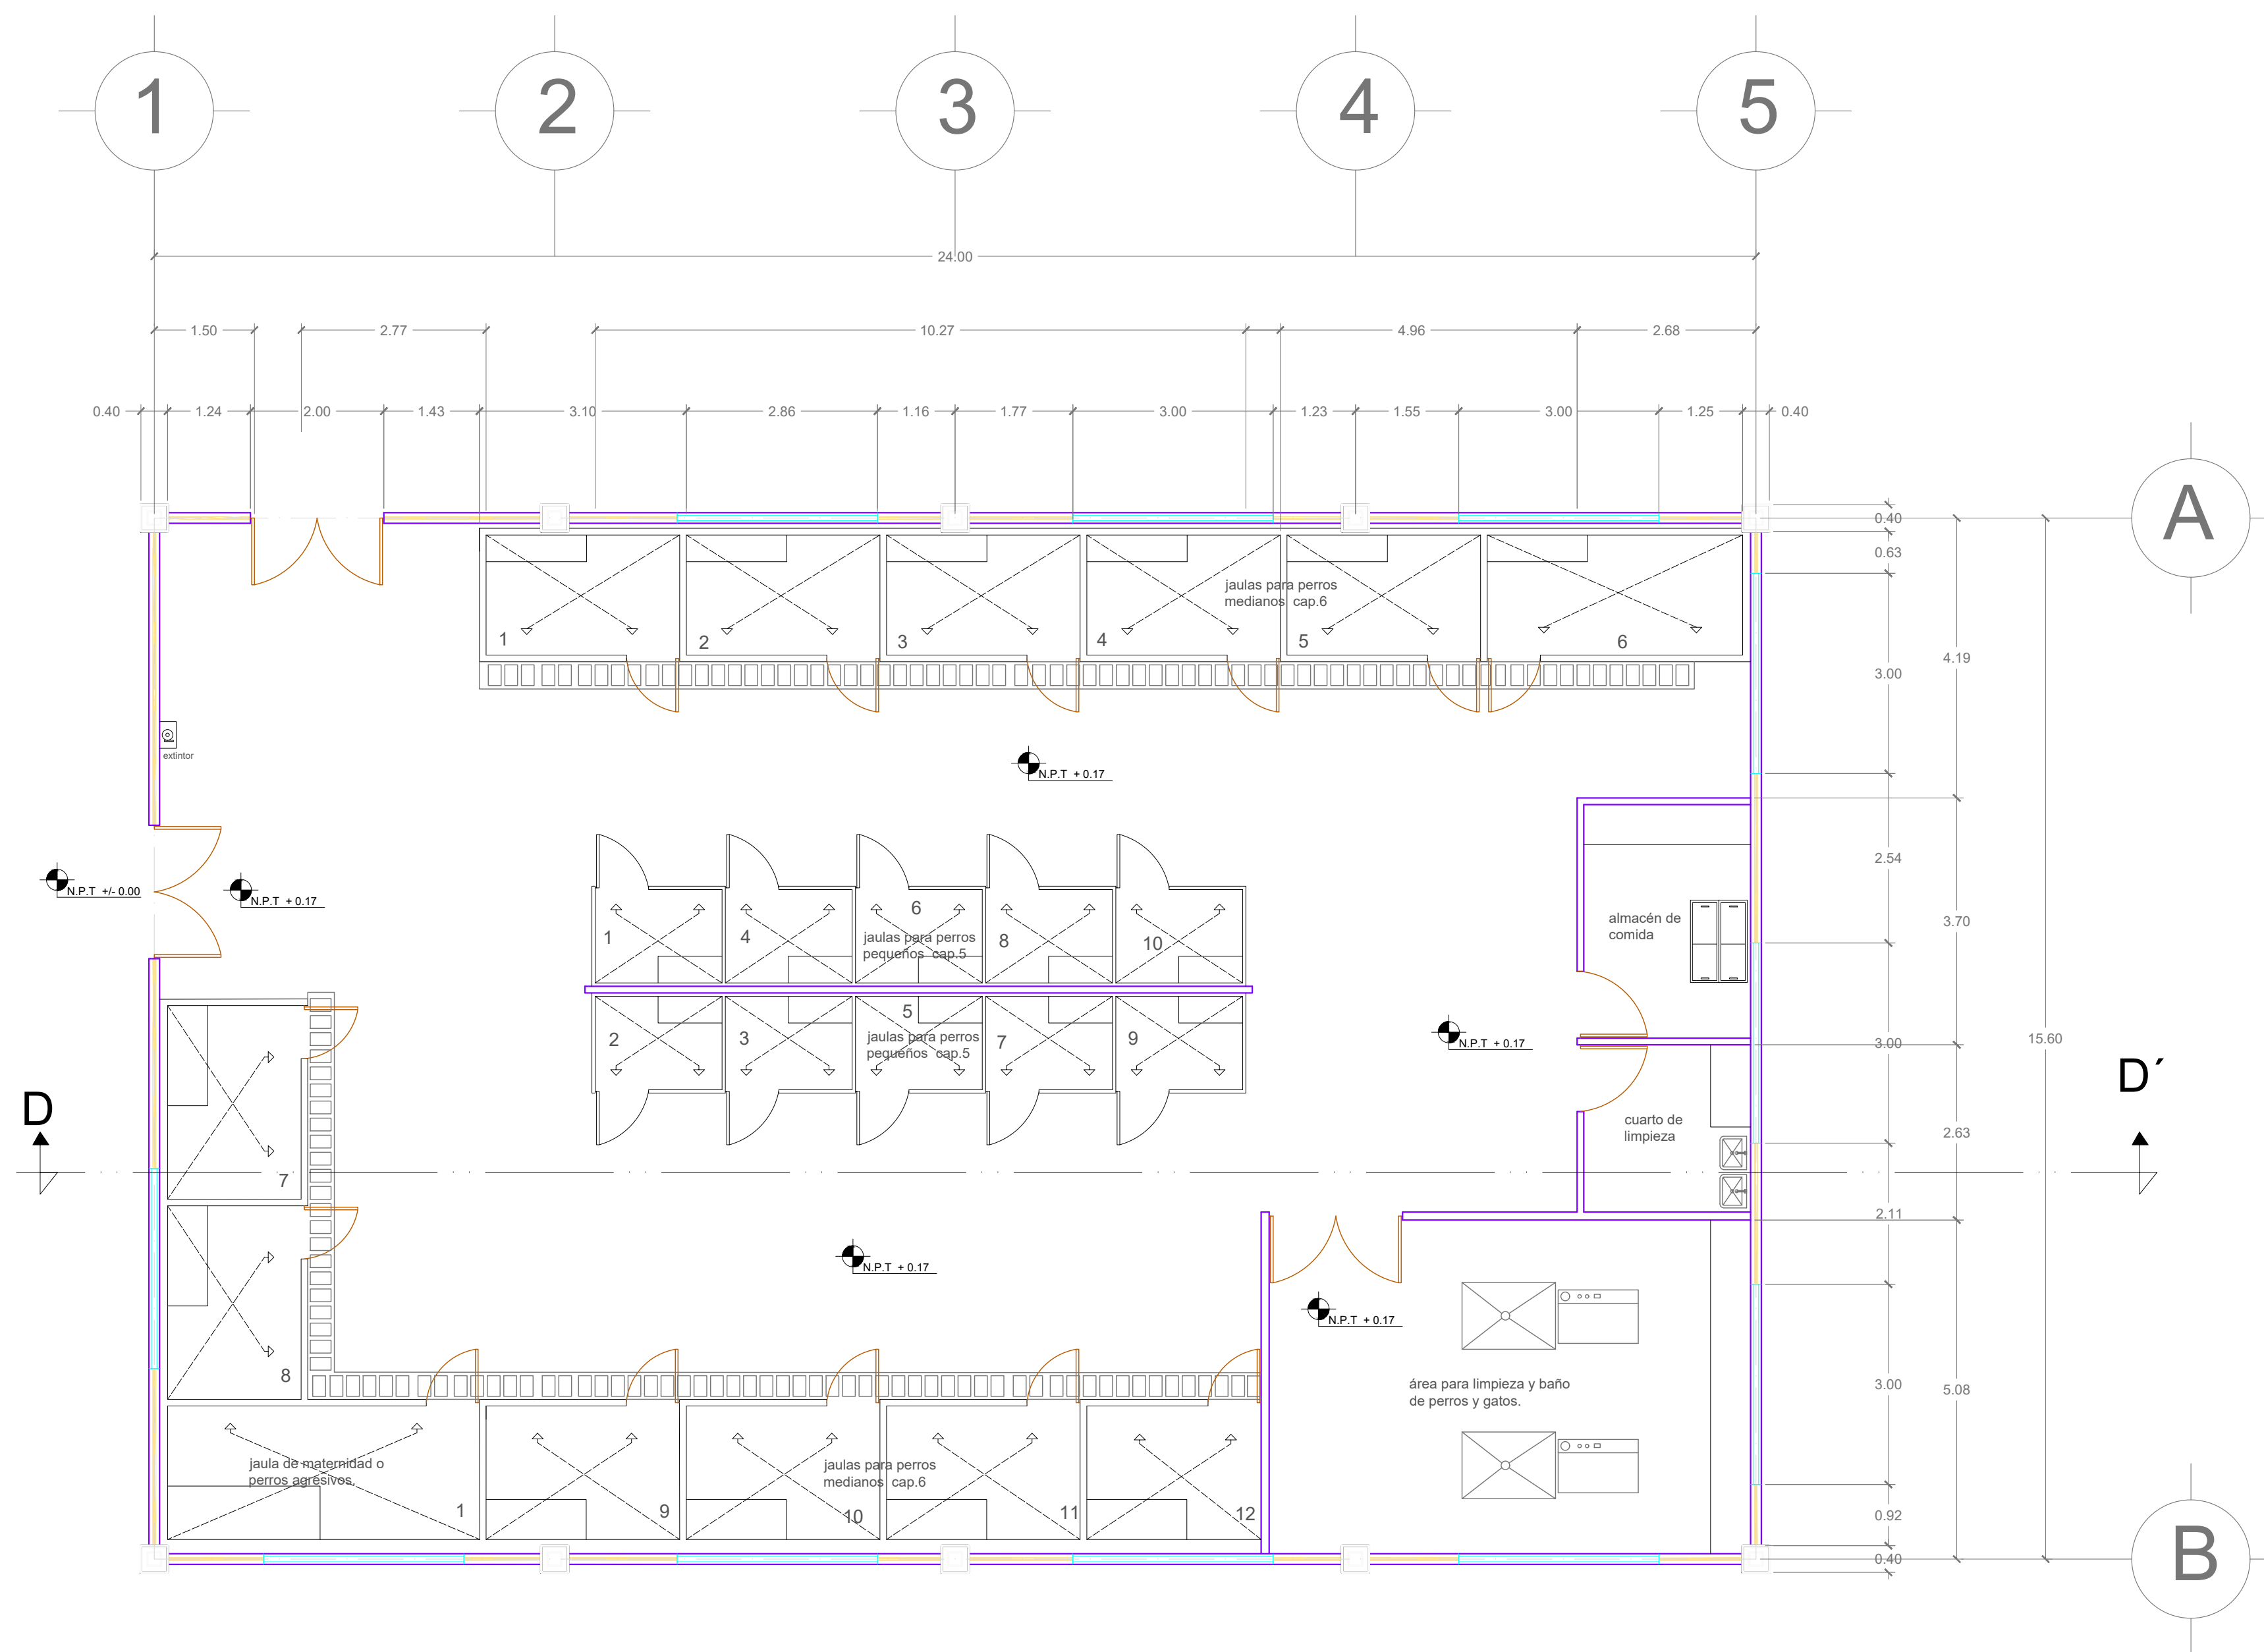 1 2 3 4 5
24.00
1.50 2.77 10.27 4.96 2.68
0.40 1.24 2.00 1.43 3.10 2.86 1.16 1.77 3.00 1.23 1.55 3.00 1.25 0.40
A
0.40
0.63
3.00
4.19
2.54
3.70
15.60
3.00
2.63
2.11
3.00
5.08
0.92
0.40
B
jaulas para perros
medianos cap.6
1 2 3 4 5 6
extintor
N.P.T + 0.17
N.P.T +/- 0.00
N.P.T + 0.17
1 4 6 8 10
jaulas para perros
pequeños cap.5
2 3 5 7 9
jaulas para perros
pequeños cap.5
almacén de
comida
N.P.T + 0.17
D
D´
cuarto de
limpieza
7
8
N.P.T + 0.17
N.P.T + 0.17
área para limpieza y baño
de perros y gatos.
jaula de maternidad o
perros agresivos.
jaulas para perros
medianos cap.6
1 9 10 11 12